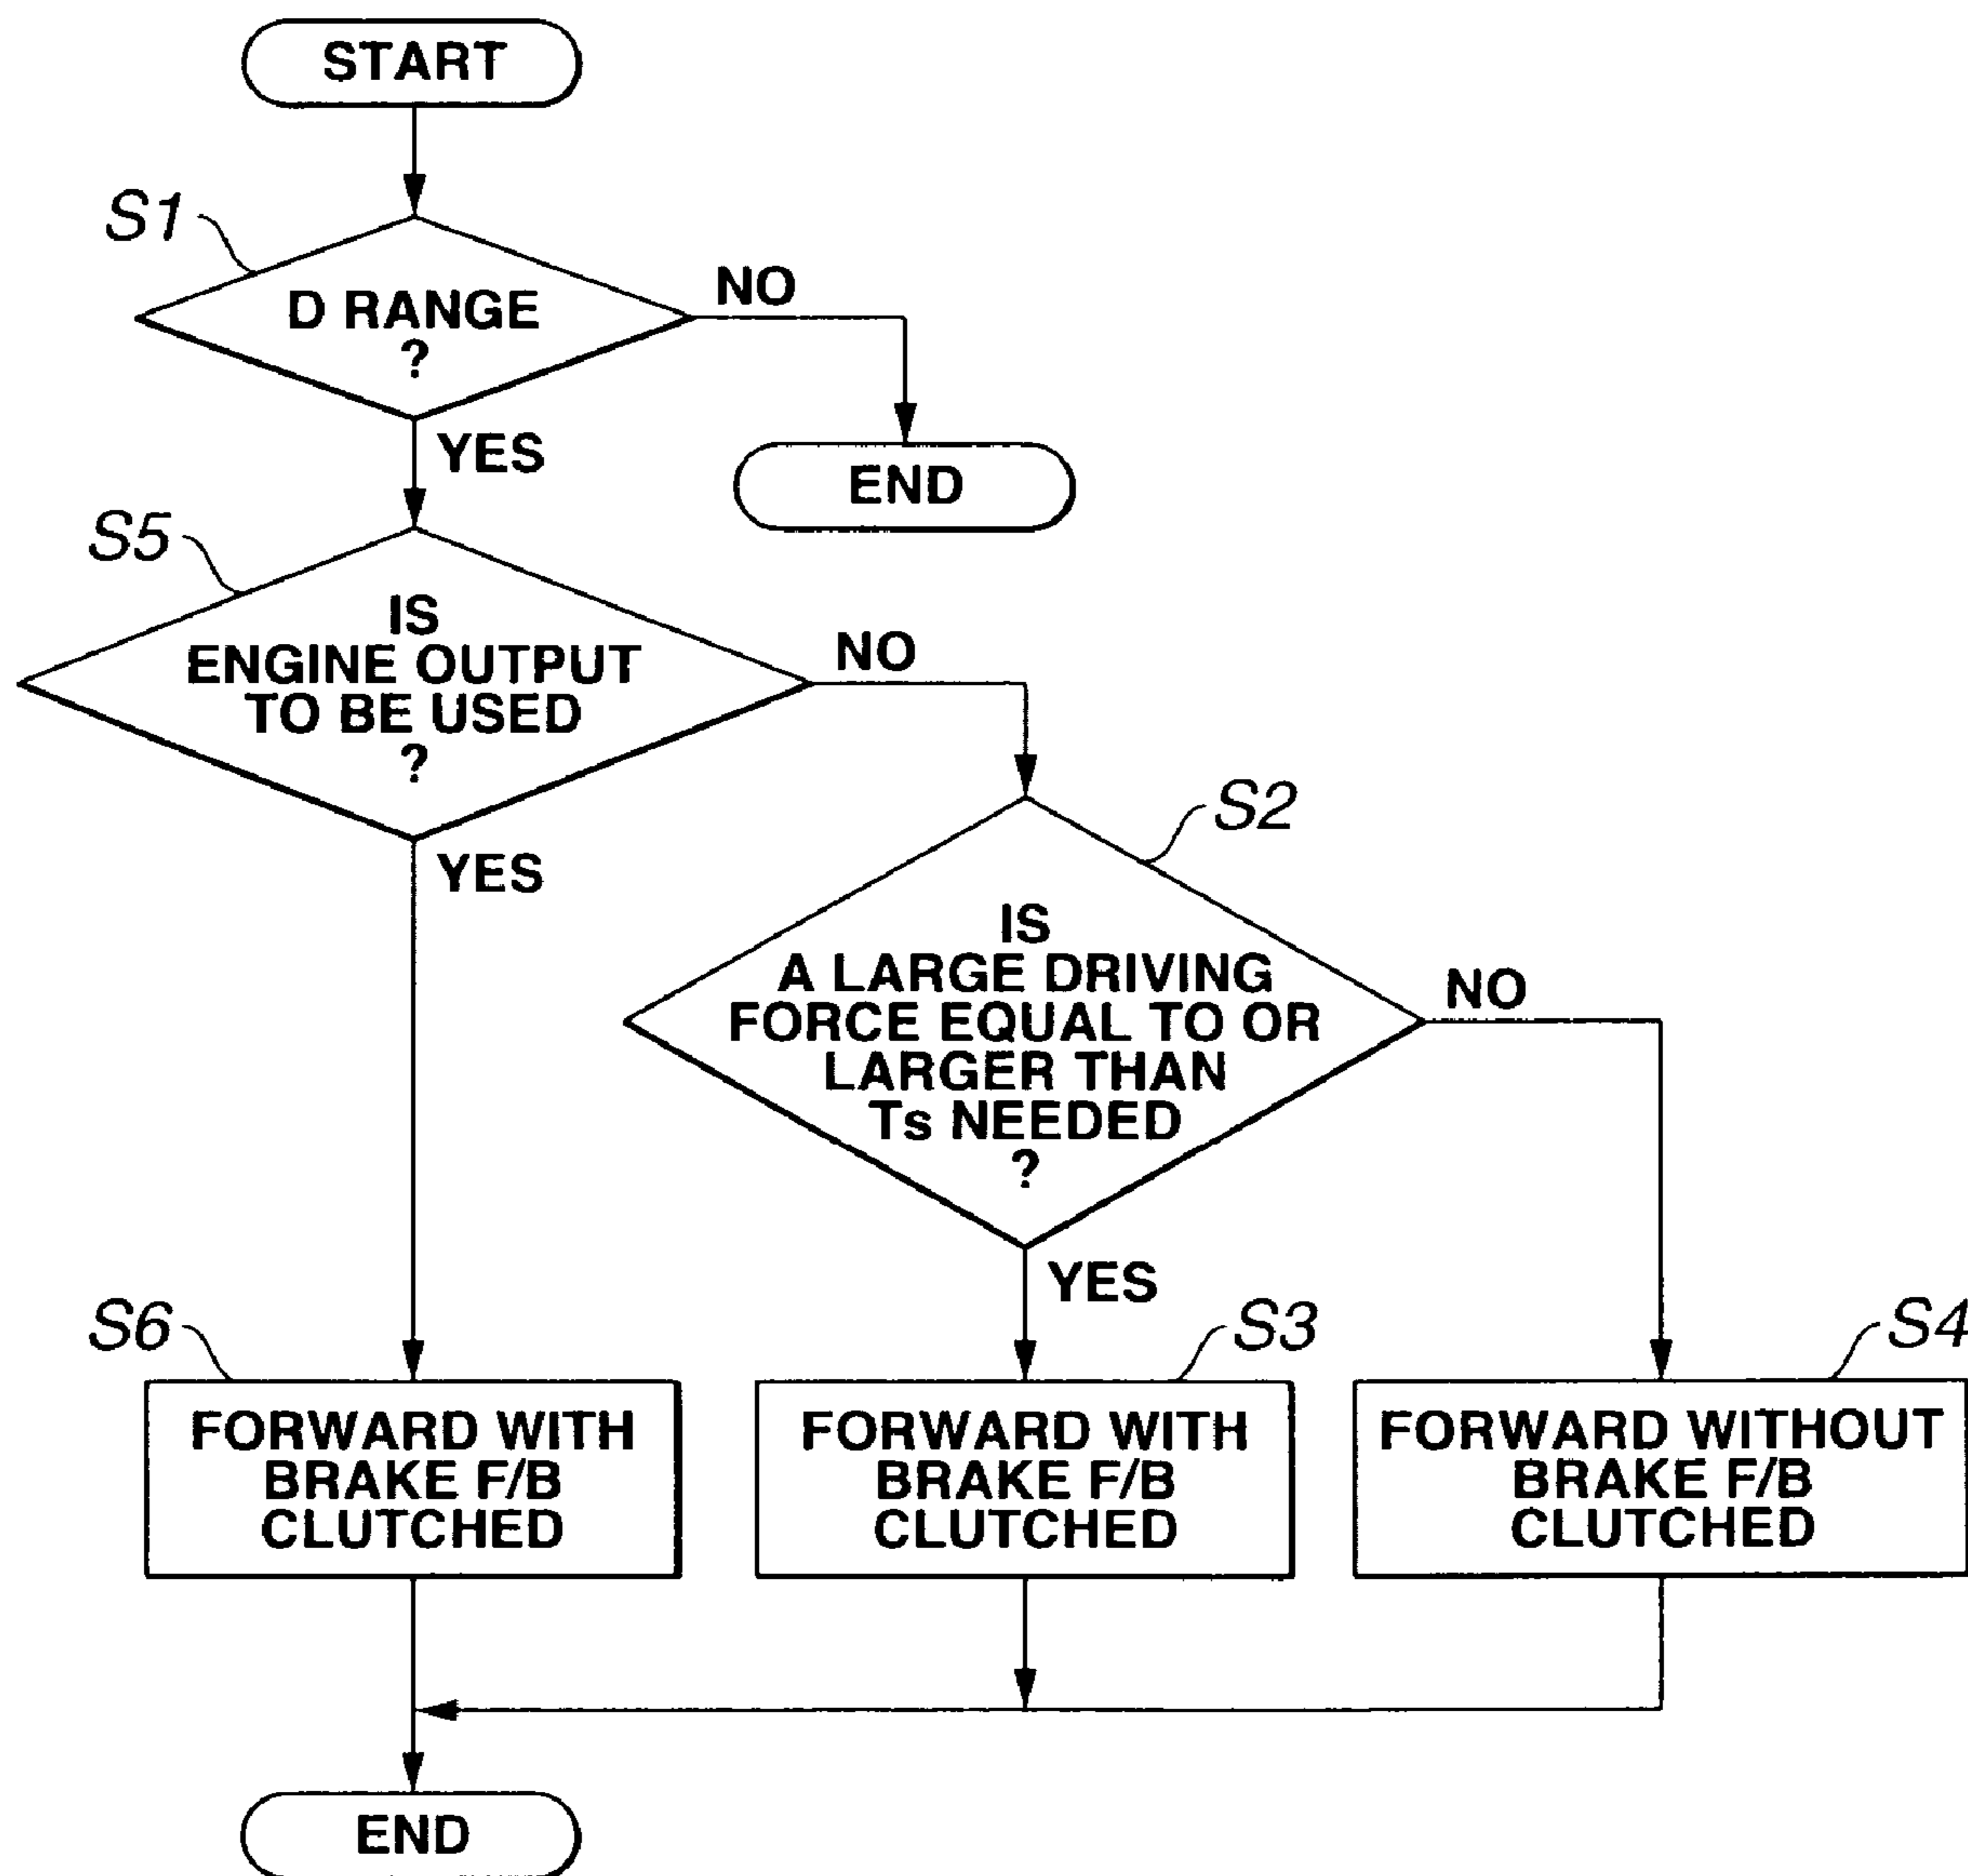 START
S1
D RANGE
?
NO
YES
END
S5
IS
ENGINE OUTPUT
TO BE USED
?
NO
YES
S2
IS
A LARGE DRIVING
FORCE EQUAL TO OR
LARGER THAN
Ts NEEDED
?
NO
YES
S6
FORWARD WITH
BRAKE F/B
CLUTCHED
S3
FORWARD WITH
BRAKE F/B
CLUTCHED
S4
FORWARD WITHOUT
BRAKE F/B
CLUTCHED
END